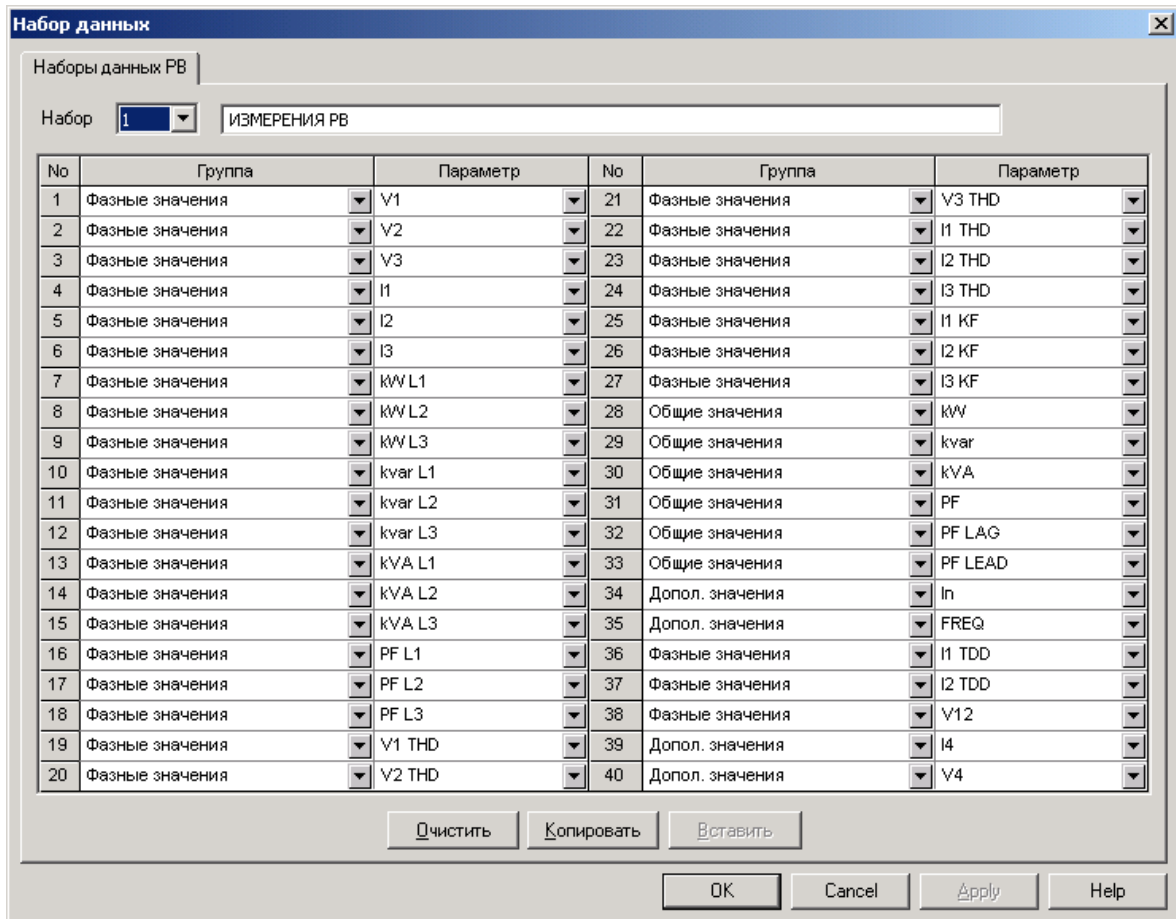 Набор данных
Наборы данных РВ
Набор 1 ИЗМЕРЕНИЯ РВ
No Группа Параметр No Группа Параметр
1 Фазные значения V1 21 Фазные значения V3 THD
2 Фазные значения V2 22 Фазные значения I1 THD
3 Фазные значения V3 23 Фазные значения I2 THD
4 Фазные значения I1 24 Фазные значения I3 THD
5 Фазные значения I2 25 Фазные значения I1 KF
6 Фазные значения I3 26 Фазные значения I2 KF
7 Фазные значения kW L1 27 Фазные значения I3 KF
8 Фазные значения kW L2 28 Общие значения kW
9 Фазные значения kW L3 29 Общие значения kvar
10 Фазные значения kvar L1 30 Общие значения kVA
11 Фазные значения kvar L2 31 Общие значения PF
12 Фазные значения kvar L3 32 Общие значения PF LAG
13 Фазные значения kVA L1 33 Общие значения PF LEAD
14 Фазные значения kVA L2 34 Допол. значения In
15 Фазные значения kVA L3 35 Допол. значения FREQ
16 Фазные значения PF L1 36 Фазные значения I1 TDD
17 Фазные значения PF L2 37 Фазные значения I2 TDD
18 Фазные значения PF L3 38 Фазные значения V12
19 Фазные значения V1 THD 39 Допол. значения I4
20 Фазные значения V2 THD 40 Допол. значения V4
Очистить Копировать Вставить
OK Cancel Apply Help